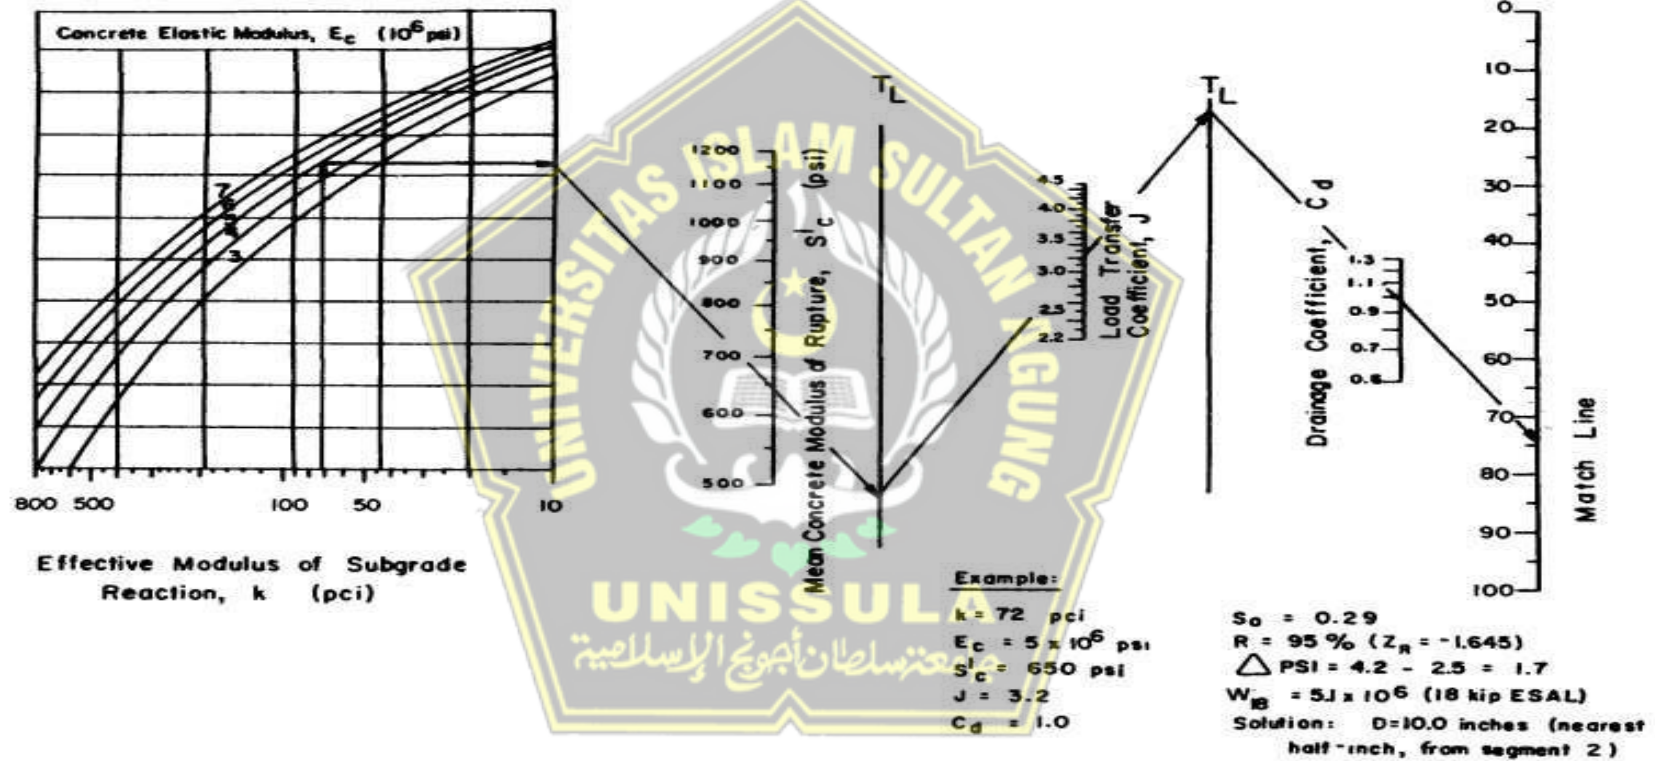 Concrete Elastic Modulus, Ec (10⁶ psi)
7
6
5
4
3
800 500 100 50 10
Effective Modulus of Subgrade
Reaction, k (pci)
1200
1100
1000
900
800
700
600
500
Mean Concrete Modulus of Rupture, S'c (psi)
TL
4.5
4.0
3.5
3.0
2.5
2.2
Load Transfer
Coefficient, J
TL
Drainage Coefficient, Cd
1.3
1.1
0.9
0.7
0.6
0
10
20
30
40
50
60
70
80
90
100
Match Line
UNIVERSITAS ISLAM SULTAN AGUNG
UNISSULA
جامعة سلطان أجونج الإسلامية
Example:
k = 72 pci
Ec = 5 x 10⁶ psi
S'c = 650 psi
J = 3.2
Cd = 1.0
So = 0.29
R = 95 % (ZR = -1.645)
△ PSI = 4.2 - 2.5 = 1.7
W18 = 5.1 x 10⁶ (18 kip ESAL)
Solution: D=10.0 inches (nearest
half-inch, from segment 2)